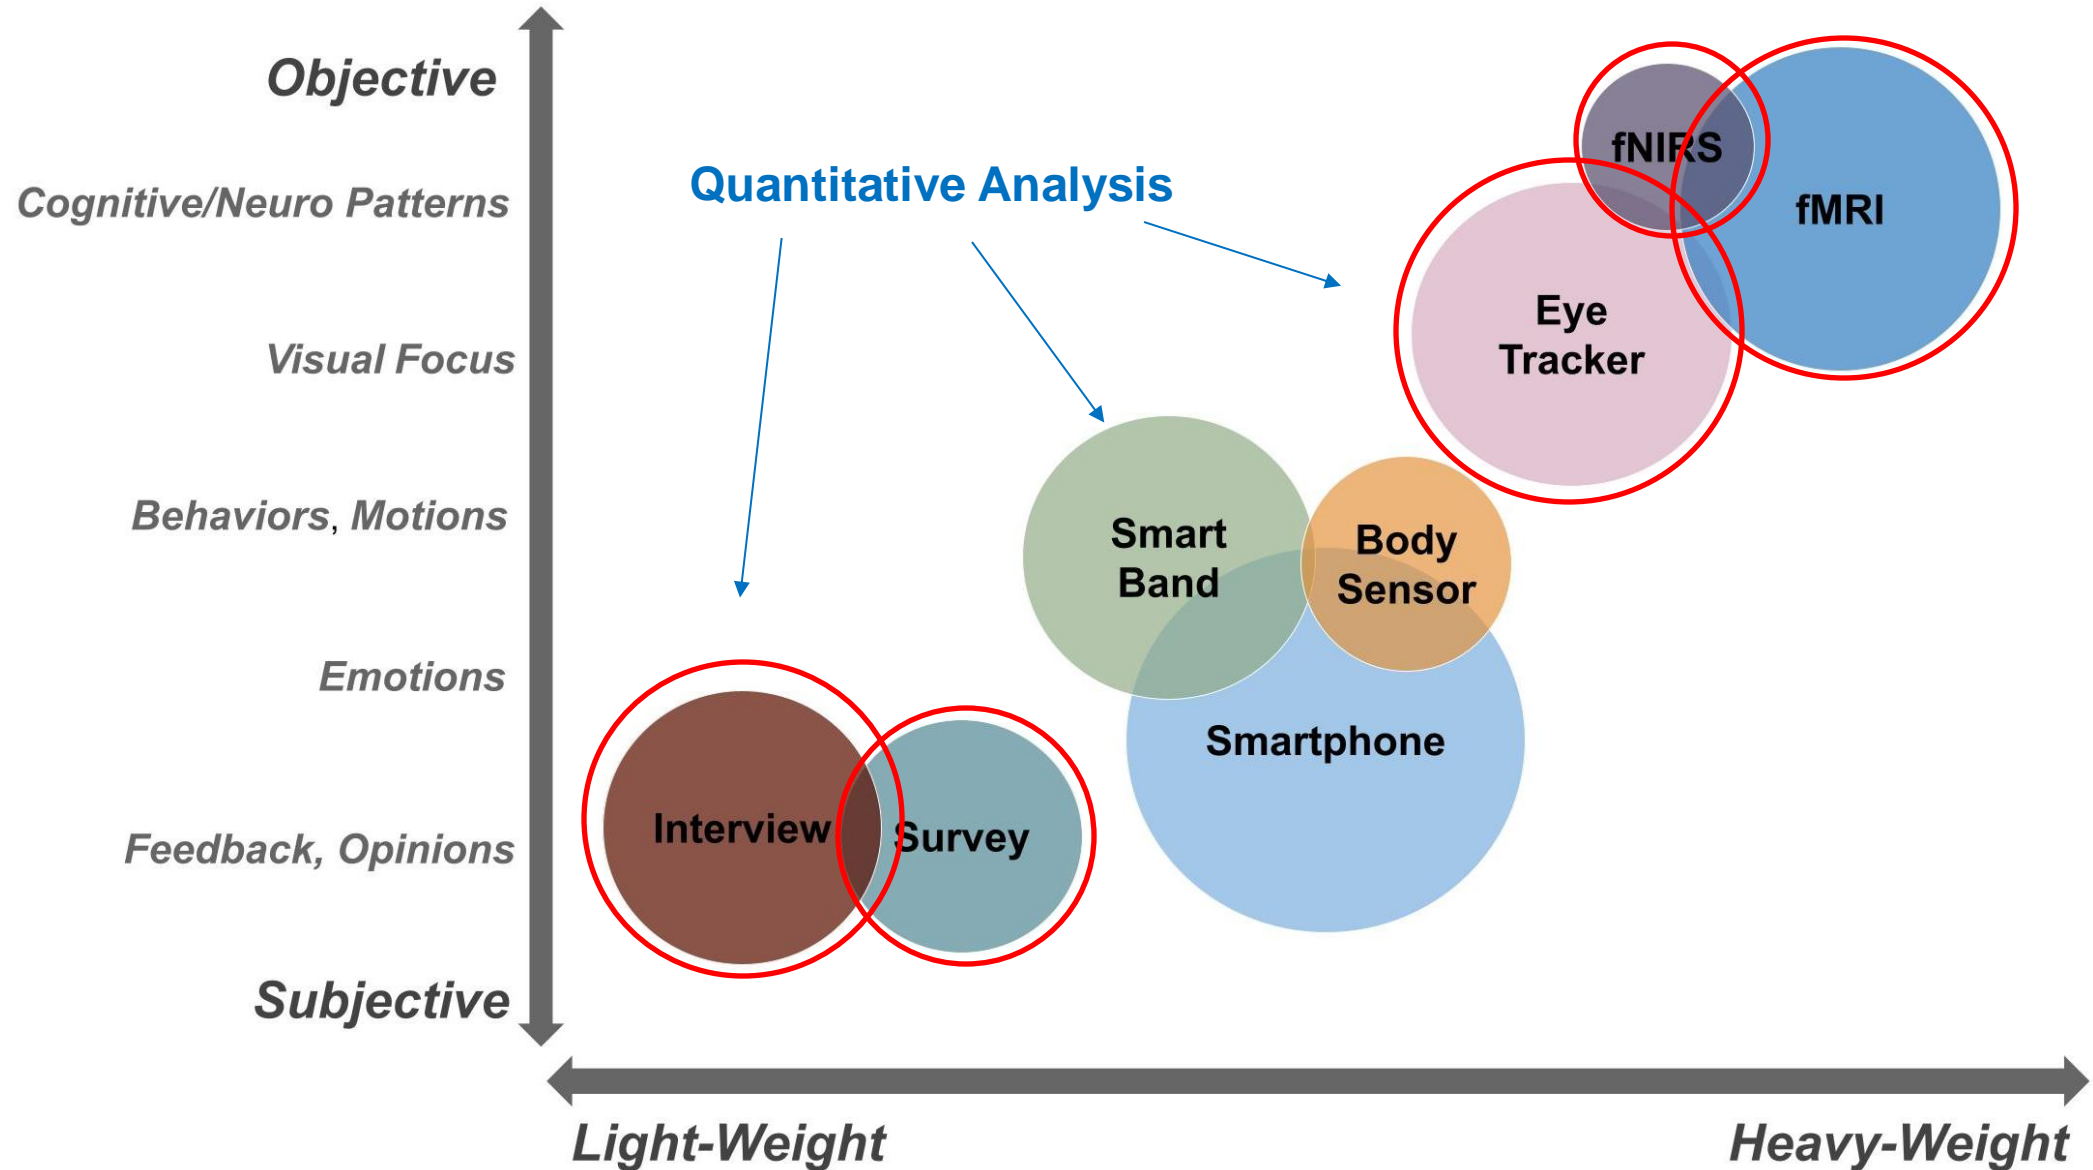 Objective
Cognitive/Neuro Patterns
Visual Focus
Behaviors, Motions
Emotions
Feedback, Opinions
Subjective
Quantitative Analysis
fNIRS
fMRI
Eye
Tracker
Smart
Band
Body
Sensor
Smartphone
Interview
Survey
Light-Weight
Heavy-Weight